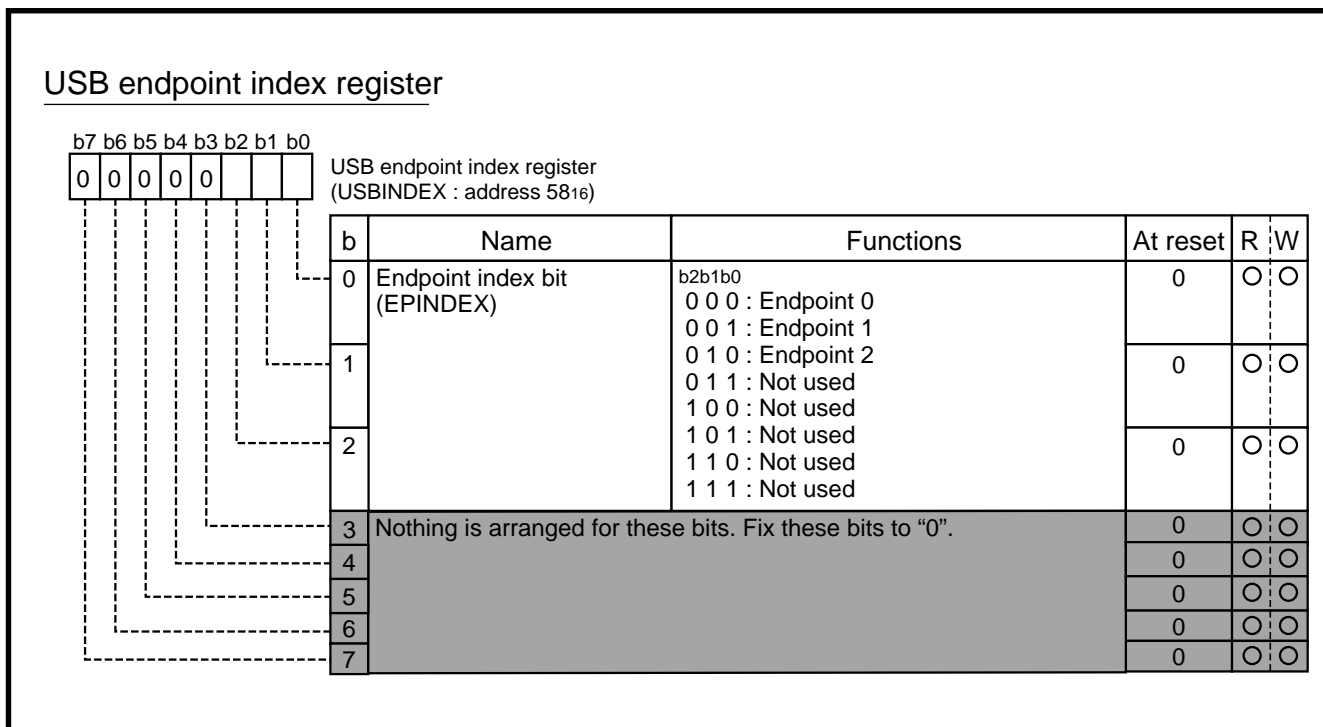 USB endpoint index register
b7 b6 b5 b4 b3 b2 b1 b0
0 0 0 0 0
USB endpoint index register
(USBINDEX : address 5816)
b Name Functions At reset R W
0 Endpoint index bit b2b1b0 0 ○ ○
(EPINDEX) 0 0 0 : Endpoint 0
0 0 1 : Endpoint 1
1 0 1 0 : Endpoint 2 0 ○ ○
0 1 1 : Not used
1 0 0 : Not used
2 1 0 1 : Not used 0 ○ ○
1 1 0 : Not used
1 1 1 : Not used
3 Nothing is arranged for these bits. Fix these bits to “0”. 0 ○ ○
4 0 ○ ○
5 0 ○ ○
6 0 ○ ○
7 0 ○ ○